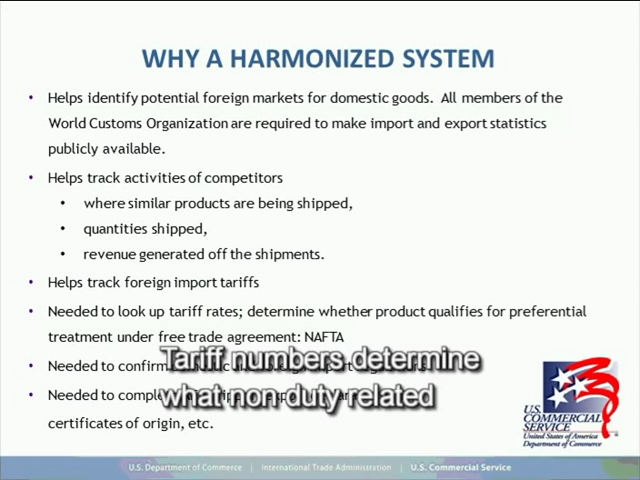 WHY A HARMONIZED SYSTEM
• Helps identify potential foreign markets for domestic goods. All members of the
World Customs Organization are required to make import and export statistics
publicly available.
• Helps track activities of competitors
• where similar products are being shipped,
• quantities shipped,
• revenue generated off the shipments.
• Helps track foreign import tariffs
• Needed to look up tariff rates; determine whether product qualifies for preferential
treatment under free trade agreement: NAFTA
• Needed to
Tariff numbers determine
• Needed to
what non duty related
certificates of origin, etc.
U.S.
COMMERCIAL
SERVICE
United States of America
Department of Commerce
U.S. Department of Commerce | International Trade Administration | U.S. Commercial Service